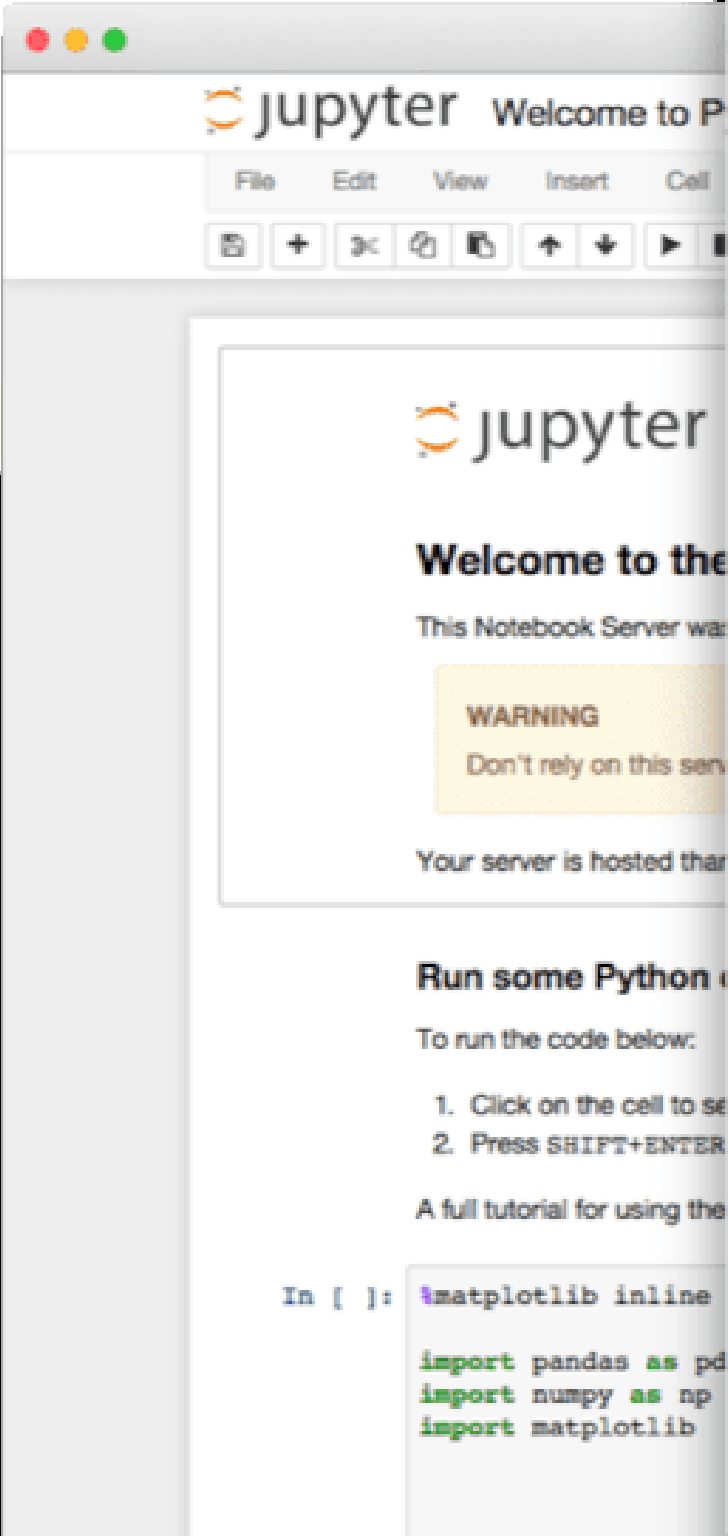 jupyter Welcome to P
File Edit View Insert Cell
jupyter
Welcome to the
This Notebook Server was
WARNING
Don't rely on this serv
Your server is hosted than
Run some Python c
To run the code below:
1. Click on the cell to se
2. Press SHIFT+ENTER
A full tutorial for using the
In [ ]: %matplotlib inline
import pandas as pd
import numpy as np
import matplotlib